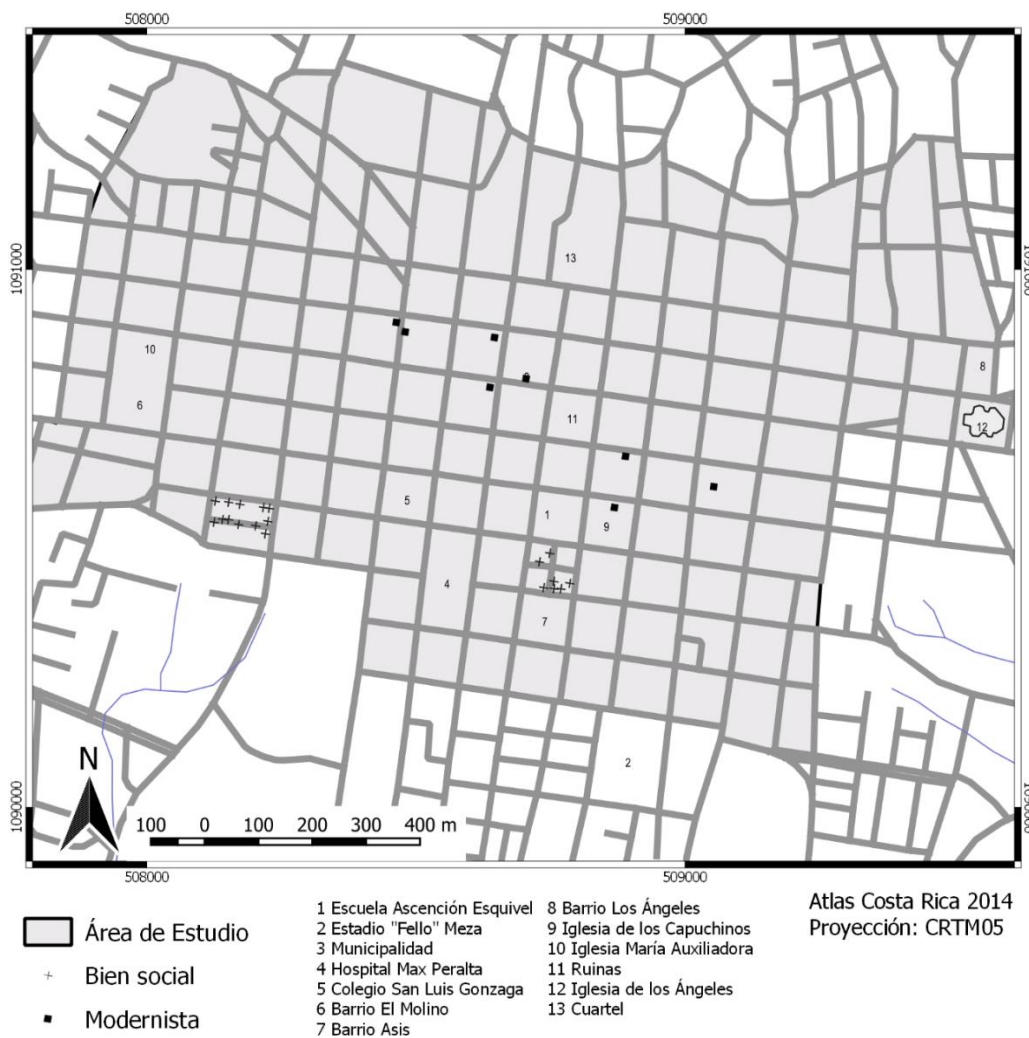 508000
509000
1091000
1091000
13
10
8
6
11
12
5
1
9
4
7
2
N
1090000
1090000
100 0 100 200 300 400 m
508000
509000
Área de Estudio
Bien social
Modernista
1 Escuela Ascención Esquivel
2 Estadio "Fello" Meza
3 Municipalidad
4 Hospital Max Peralta
5 Colegio San Luis Gonzaga
6 Barrio El Molino
7 Barrio Asis
8 Barrio Los Ángeles
9 Iglesia de los Capuchinos
10 Iglesia María Auxiliadora
11 Ruinas
12 Iglesia de los Ángeles
13 Cuartel
Atlas Costa Rica 2014
Proyección: CRTM05